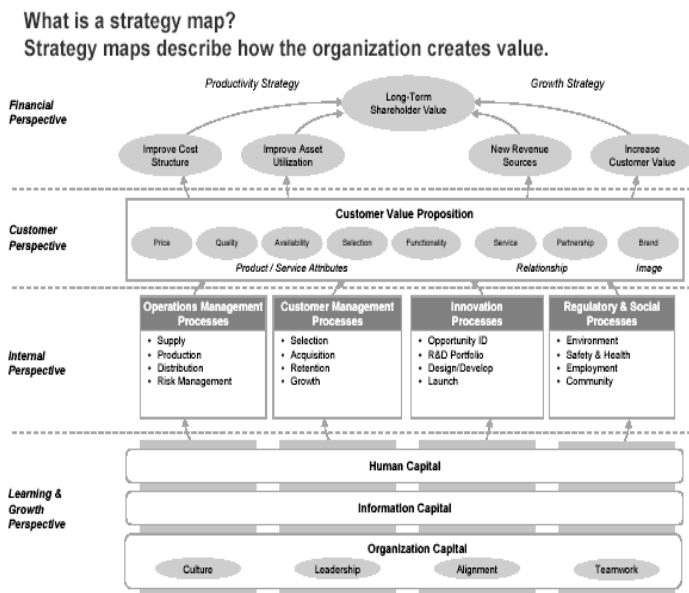 What is a strategy map?
Strategy maps describe how the organization creates value.
Productivity Strategy
Growth Strategy
Financial
Perspective
Long-Term
Shareholder Value
Improve Cost
Structure
Improve Asset
Utilization
New Revenue
Sources
Increase
Customer Value
Customer
Perspective
Customer Value Proposition
Price
Quality
Availability
Selection
Functionality
Service
Partnership
Brand
Product / Service Attributes
Relationship
Image
Internal
Perspective
Operations Management
Processes
• Supply
• Production
• Distribution
• Risk Management
Customer Management
Processes
• Selection
• Acquisition
• Retention
• Growth
Innovation
Processes
• Opportunity ID
• R&D Portfolio
• Design/Develop
• Launch
Regulatory & Social
Processes
• Environment
• Safety & Health
• Employment
• Community
Learning &
Growth
Perspective
Human Capital
Information Capital
Organization Capital
Culture
Leadership
Alignment
Teamwork